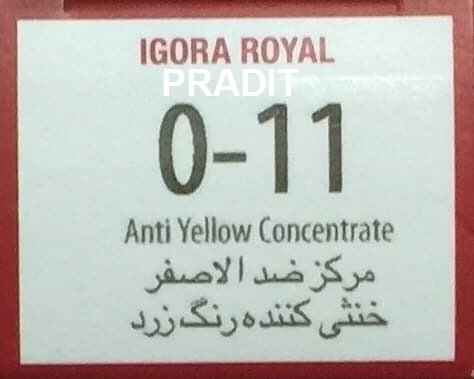 IGORA ROYAL
PRADIT
0-11
Anti Yellow Concentrate
مركز ضد الاصفر
خنثی کننده رنگ زرد